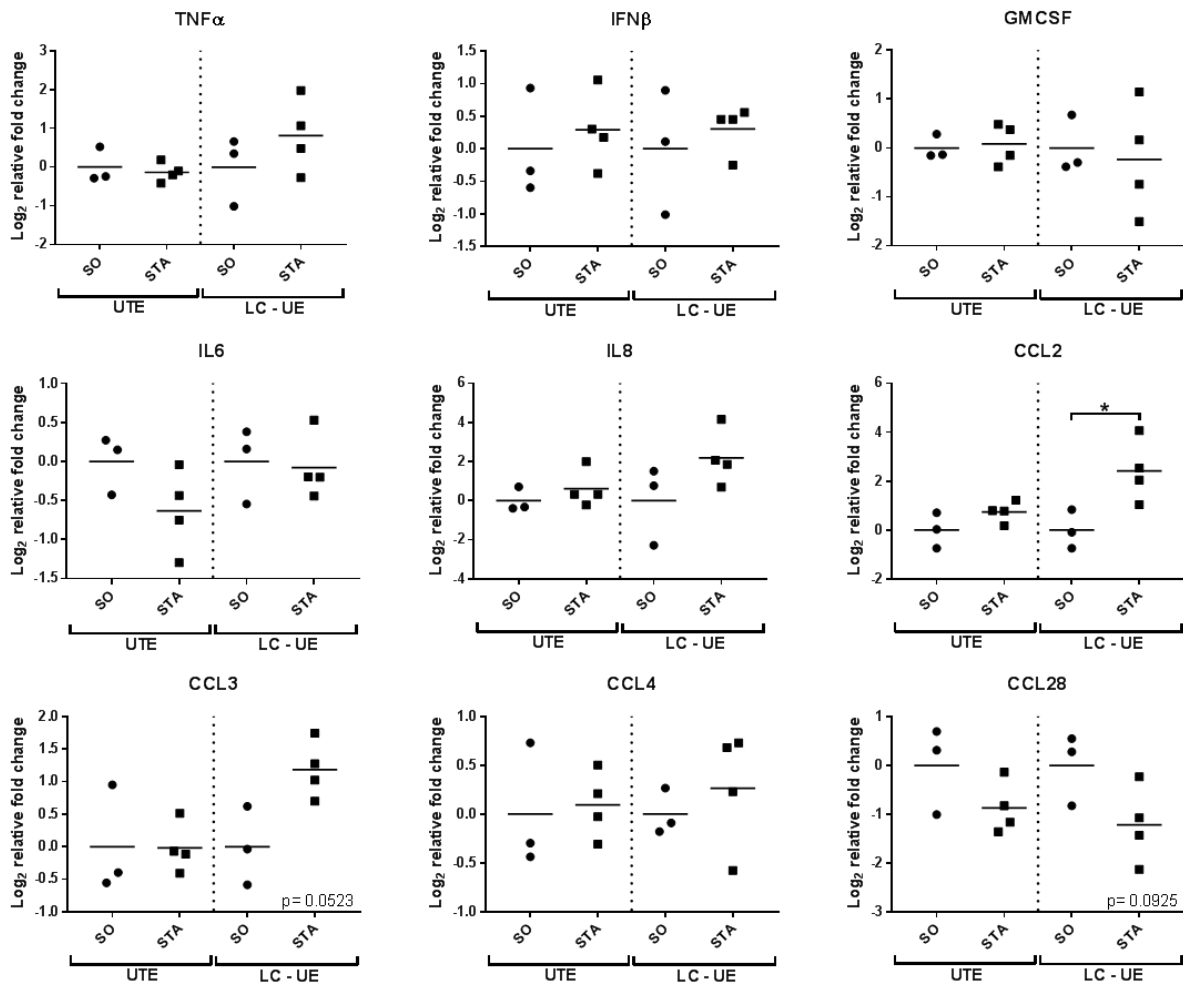 TNFα
Log2 relative fold change
3
2
1
0
-1
-2
SO
STA
SO
STA
UTE
LC - UE
IFNβ
Log2 relative fold change
1.5
1.0
0.5
0.0
-0.5
-1.0
-1.5
SO
STA
SO
STA
UTE
LC - UE
GMCSF
Log2 relative fold change
2
1
0
-1
2
SO
STA
SO
STA
UTE
LC - UE
IL6
Log2 relative fold change
1.0
0.5
0.0
-0.5
-1.0
-1.5
SO
STA
SO
STA
UTE
LC - UE
IL8
Log2 relative fold change
6
4
2
0
-2
-4
SO
STA
SO
STA
UTE
LC - UE
CCL2
Log2 relative fold change
6
4
2
0
-2
*
SO
STA
SO
STA
UTE
LC - UE
CCL3
Log2 relative fold change
2.0
1.5
1.0
0.5
0.0
-0.5
-1.0
p= 0.0523
SO
STA
SO
STA
UTE
LC - UE
CCL4
Log2 relative fold change
1.0
0.5
0.0
-0.5
-1.0
SO
STA
SO
STA
UTE
LC - UE
CCL28
Log2 relative fold change
1
0
-1
-2
-3
p= 0.0925
SO
STA
SO
STA
UTE
LC - UE